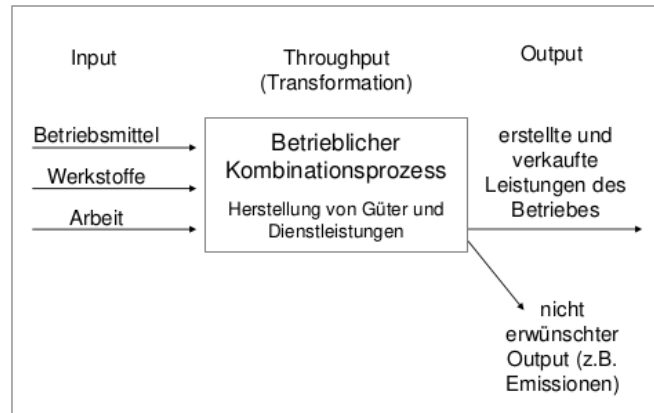 Input
Throughput
(Transformation)
Output
Betriebsmittel
Werkstoffe
Arbeit
Betrieblicher
Kombinationsprozess
Herstellung von Güter und
Dienstleistungen
erstellte und
verkaufte
Leistungen des
Betriebes
nicht
erwünschter
Output (z.B.
Emissionen)